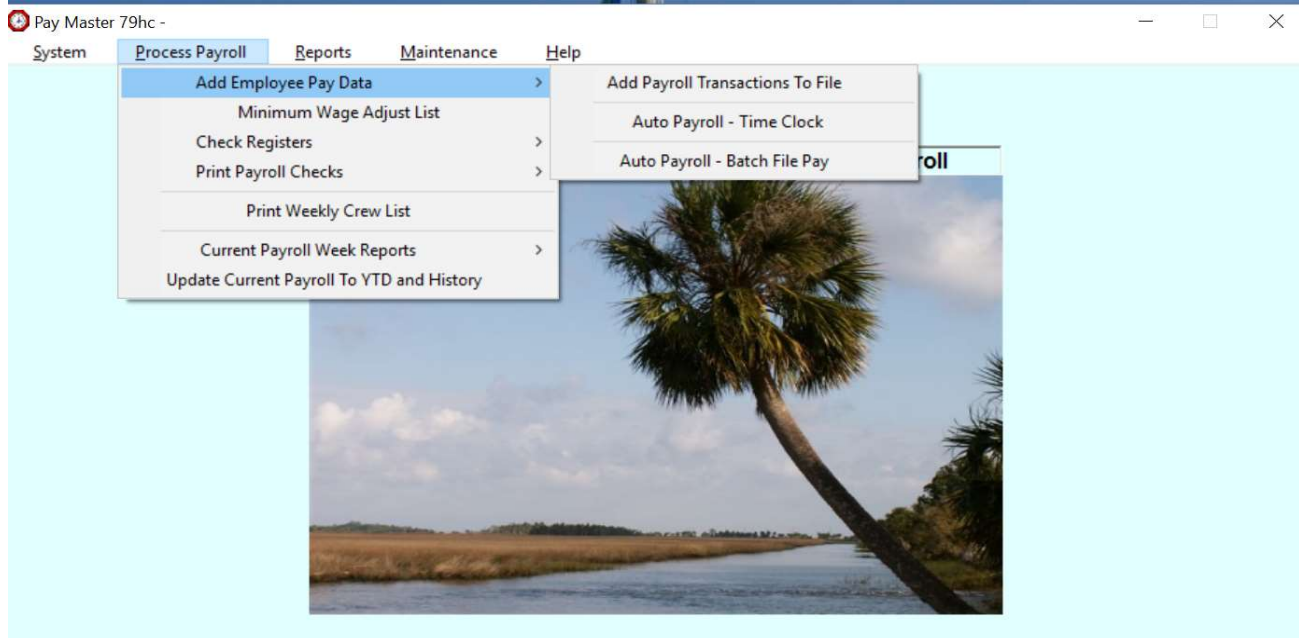 Pay Master 79hc -
System Process Payroll Reports Maintenance Help
Add Employee Pay Data
Minimum Wage Adjust List
Check Registers
Print Payroll Checks
Print Weekly Crew List
Current Payroll Week Reports
Update Current Payroll To YTD and History
Add Payroll Transactions To File
Auto Payroll - Time Clock
Auto Payroll - Batch File Pay
roll